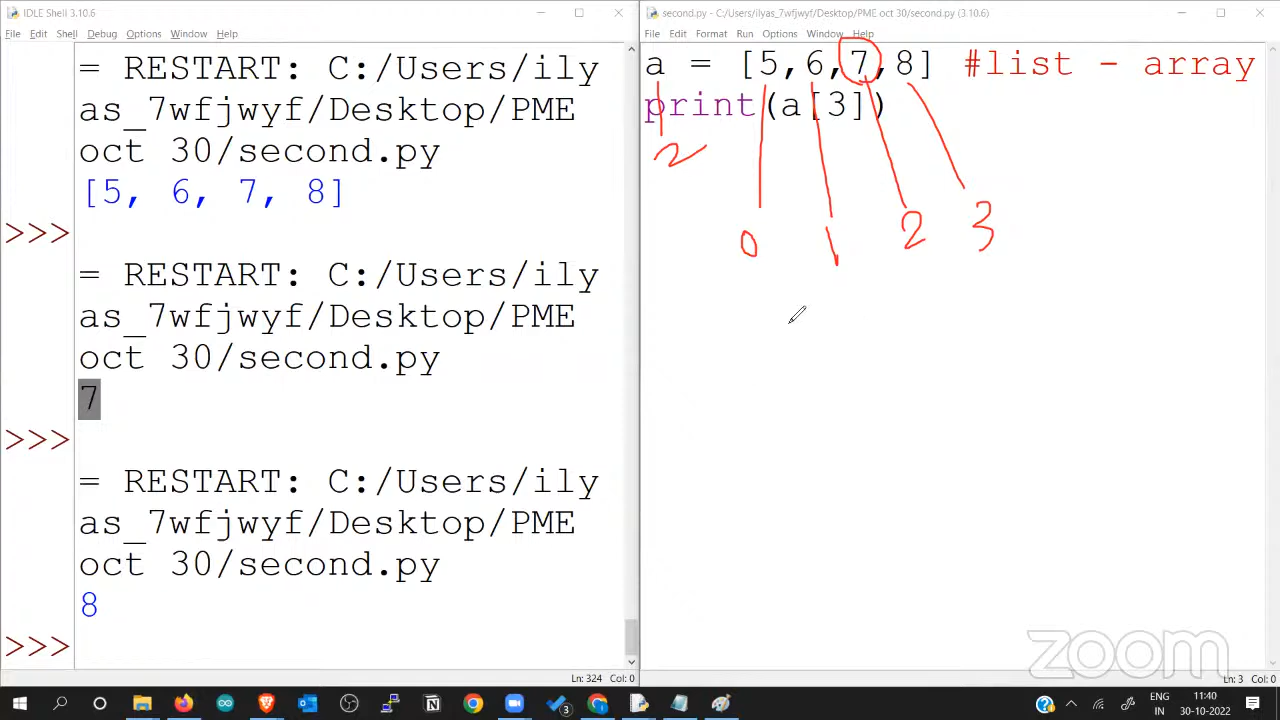 IDLE Shell 3.10.6
File Edit Shell Debug Options Window Help
= RESTART: C:/Users/ily
as_7wfjwyf/Desktop/PME
oct 30/second.py
[5, 6, 7, 8]
>>>
= RESTART: C:/Users/ily
as_7wfjwyf/Desktop/PME
oct 30/second.py
7
>>>
= RESTART: C:/Users/ily
as_7wfjwyf/Desktop/PME
oct 30/second.py
8
>>>
Ln: 324 Col: 0
second.py - C:/Users/ilyas_7wfjwyf/Desktop/PME oct 30/second.py (3.10.6)
File Edit Format Run Options Window Help
a = [5,6,7,8] #list - array
print(a[3])
2
0 1 2 3
zoom
Ln: 3 Col: 0
ENG
IN
11:40
30-10-2022